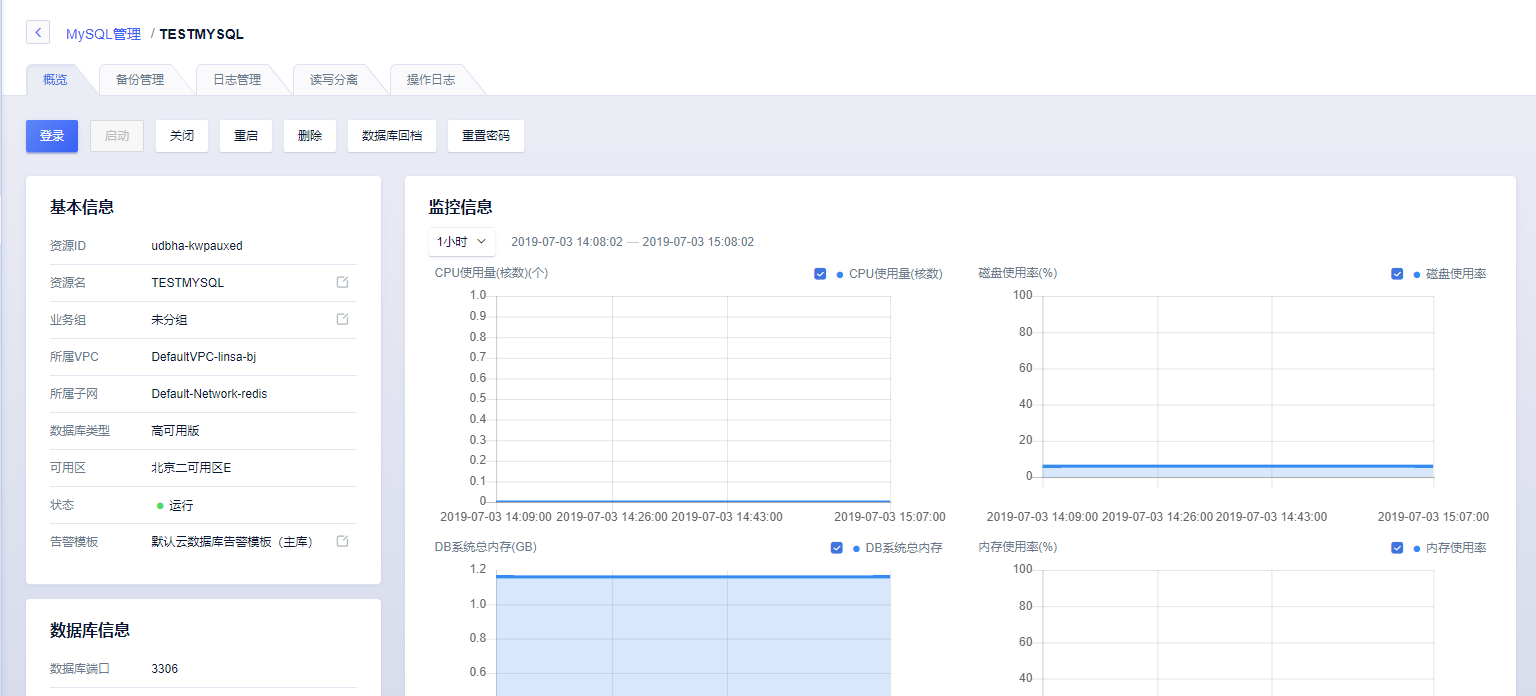 MySQL管理 / TESTMYSQL
概览 备份管理 日志管理 读写分离 操作日志
登录 启动 关闭 重启 删除 数据库回档 重置密码
基本信息
资源ID udbha-kwpauxed
资源名 TESTMYSQL
业务组 未分组
所属VPC DefaultVPC-linsa-bj
所属子网 Default-Network-redis
数据库类型 高可用版
可用区 北京二可用区E
状态 运行
告警模板 默认云数据库告警模板（主库）
数据库信息
数据库端口 3306
监控信息
1小时 2019-07-03 14:08:02 — 2019-07-03 15:08:02
CPU使用量(核数)(个) CPU使用量(核数)
1.0
0.9
0.8
0.7
0.6
0.5
0.4
0.3
0.2
0.1
0
2019-07-03 14:09:00 2019-07-03 14:26:00 2019-07-03 14:43:00 2019-07-03 15:07:00
磁盘使用率(%) 磁盘使用率
100
80
60
40
20
0
2019-07-03 14:09:00 2019-07-03 14:26:00 2019-07-03 14:43:00 2019-07-03 15:07:00
DB系统总内存(GB) DB系统总内存
1.2
1.0
0.8
0.6
内存使用率(%) 内存使用率
100
80
60
40